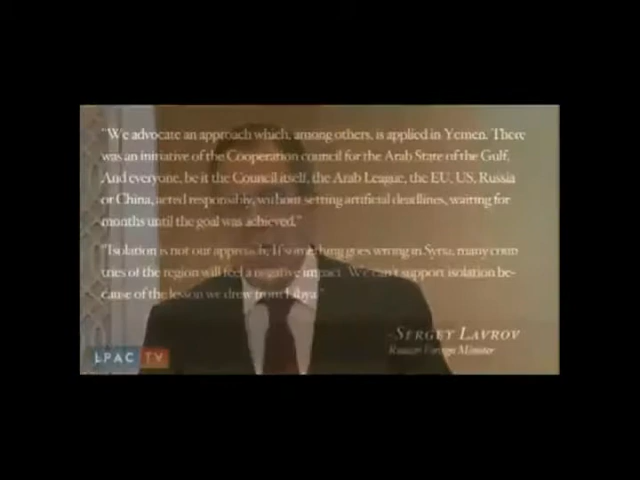 "We advocate an approach which, among others, is applied in Yemen. There
was an initiative of the Cooperation council for the Arab State of the Gulf.
And everyone, be it the Council itself, the Arab League, the EU, US, Russia
or China, acted responsibly, without setting artificial deadlines, waiting for
months until the goal was achieved."
"Isolation is not our approach. If something goes wrong in Syria, many coun
tries of the region will feel a negative impact. We can't support isolation be-
cause of the lesson we drew from Libya."
-Sergey Lavrov
Russian Foreign Minister
LPAC TV